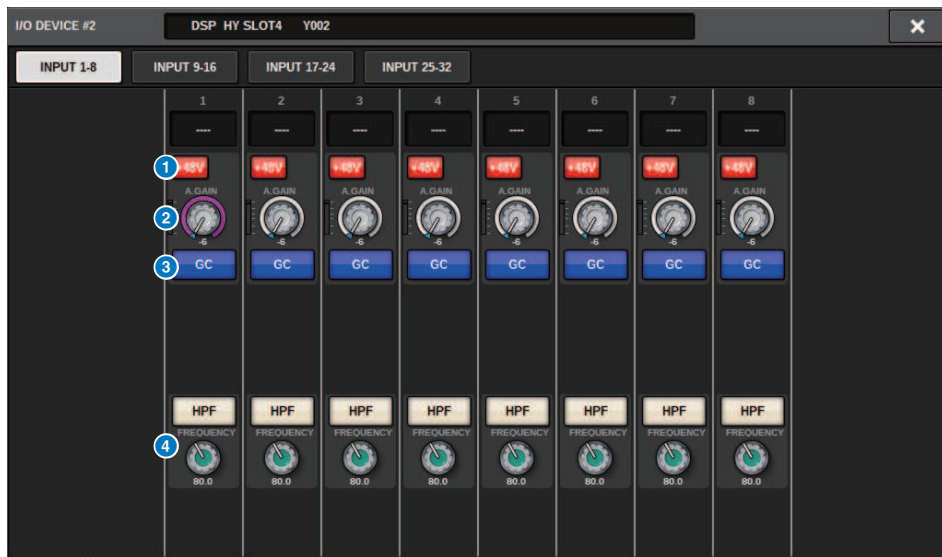 I/O DEVICE #2 DSP HY SLOT4 Y002 ×
INPUT 1-8 INPUT 9-16 INPUT 17-24 INPUT 25-32
1 2 3 4 5 6 7 8
---- ---- ---- ---- ---- ---- ---- ----
1 +48V +48V +48V +48V +48V +48V +48V +48V
A.GAIN A.GAIN A.GAIN A.GAIN A.GAIN A.GAIN A.GAIN A.GAIN
2
-6 -6 -6 -6 -6 -6 -6 -6
3 GC GC GC GC GC GC GC GC
HPF HPF HPF HPF HPF HPF HPF HPF
FREQUENCY FREQUENCY FREQUENCY FREQUENCY FREQUENCY FREQUENCY FREQUENCY FREQUENCY
4
80.0 80.0 80.0 80.0 80.0 80.0 80.0 80.0